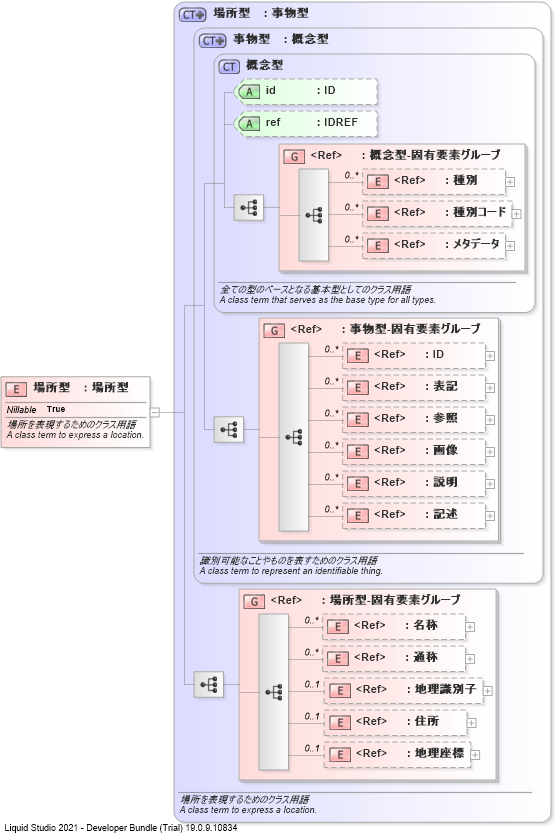 CT 場所型 : 事物型
CT 事物型 : 概念型
CT 概念型
A id : ID
A ref : IDREF
G <Ref> : 概念型-固有要素グループ
0..* E <Ref> : 種別
0..* E <Ref> : 種別コード
0..* E <Ref> : メタデータ
全ての型のベースとなる基本型としてのクラス用語
A class term that serves as the base type for all types.
G <Ref> : 事物型-固有要素グループ
0..* E <Ref> : ID
0..* E <Ref> : 表記
0..* E <Ref> : 参照
0..* E <Ref> : 画像
0..* E <Ref> : 説明
0..* E <Ref> : 記述
識別可能なことやものを表すためのクラス用語
A class term to represent an identifiable thing.
E 場所型 : 場所型
Nillable True
場所を表現するためのクラス用語
A class term to express a location.
G <Ref> : 場所型-固有要素グループ
0..* E <Ref> : 名称
0..* E <Ref> : 通称
0..1 E <Ref> : 地理識別子
0..1 E <Ref> : 住所
0..1 E <Ref> : 地理座標
場所を表現するためのクラス用語
A class term to express a location.
Liquid Studio 2021 - Developer Bundle (Trial) 19.0.9.10834